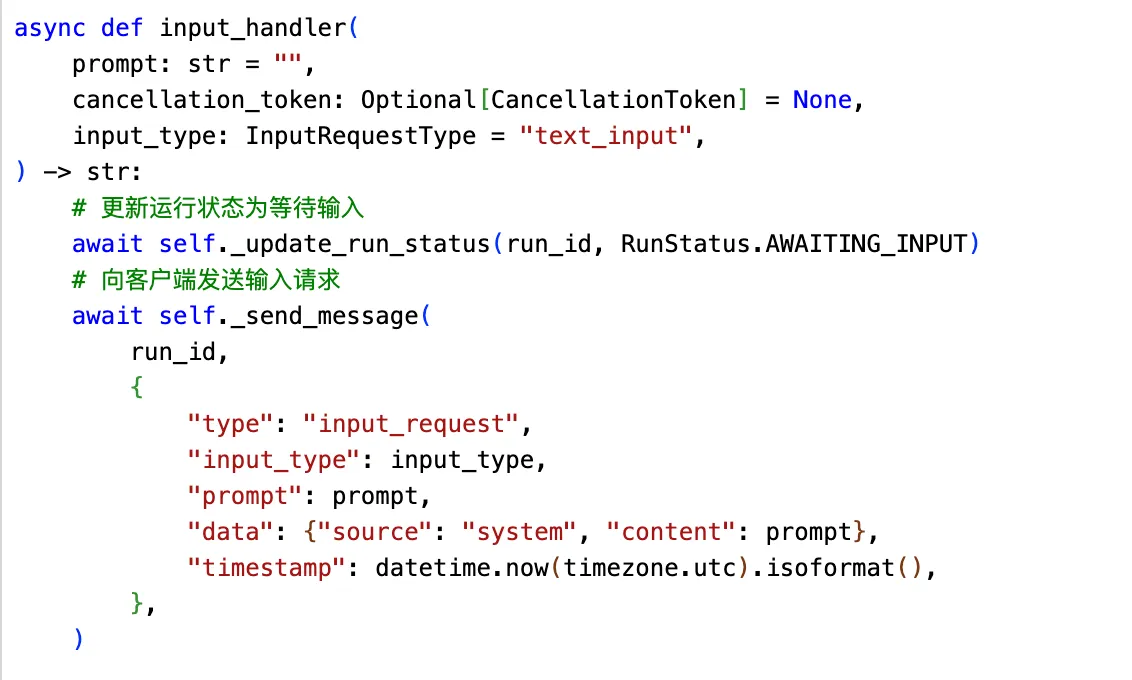 async def input_handler(
    prompt: str = "",
    cancellation_token: Optional[CancellationToken] = None,
    input_type: InputRequestType = "text_input",
) -> str:
    # 更新运行状态为等待输入
    await self._update_run_status(run_id, RunStatus.AWAITING_INPUT)
    # 向客户端发送输入请求
    await self._send_message(
        run_id,
        {
            "type": "input_request",
            "input_type": input_type,
            "prompt": prompt,
            "data": {"source": "system", "content": prompt},
            "timestamp": datetime.now(timezone.utc).isoformat(),
        },
    )